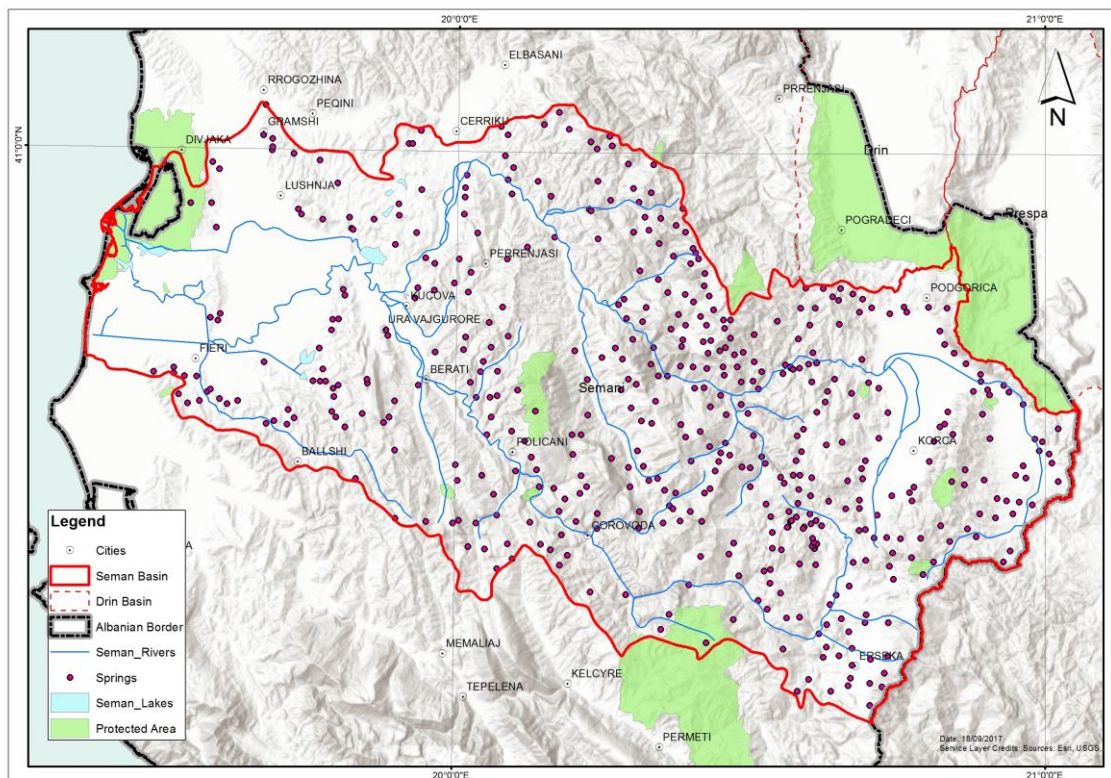 20°0'0"E
21°0'0"E
ELBASANI
RROGOZHINA
PEQINI
PRRENJASI
N
GRAMSHI
CERRIKU
41°0'0"N
DIVJAKA
Drin
LUSHNJA
Prespa
POGRADECI
PERRENJASI
KUCOVA
PODGORICA
URA VAJGURORE
FIERI
BERATI
Semani
POLICANI
KORCA
BALLSHI
COROVODA
Legend
Cities
Seman Basin
Drin Basin
Albanian Border
Seman_Rivers
Springs
Seman_Lakes
Protected Area
A
ERSEKA
MEMALIAJ
KELCYRE
TEPELENA
PERMETI
Date: 18/09/2017
Service Layer Credits: Sources: Esri, USGS,
20°0'0"E
21°0'0"E